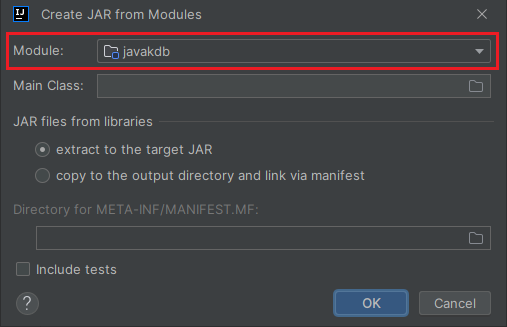 IJ
Create JAR from Modules
Module: javakdb
Main Class:
JAR files from libraries
extract to the target JAR
copy to the output directory and link via manifest
Directory for META-INF/MANIFEST.MF:
Include tests
? OK Cancel